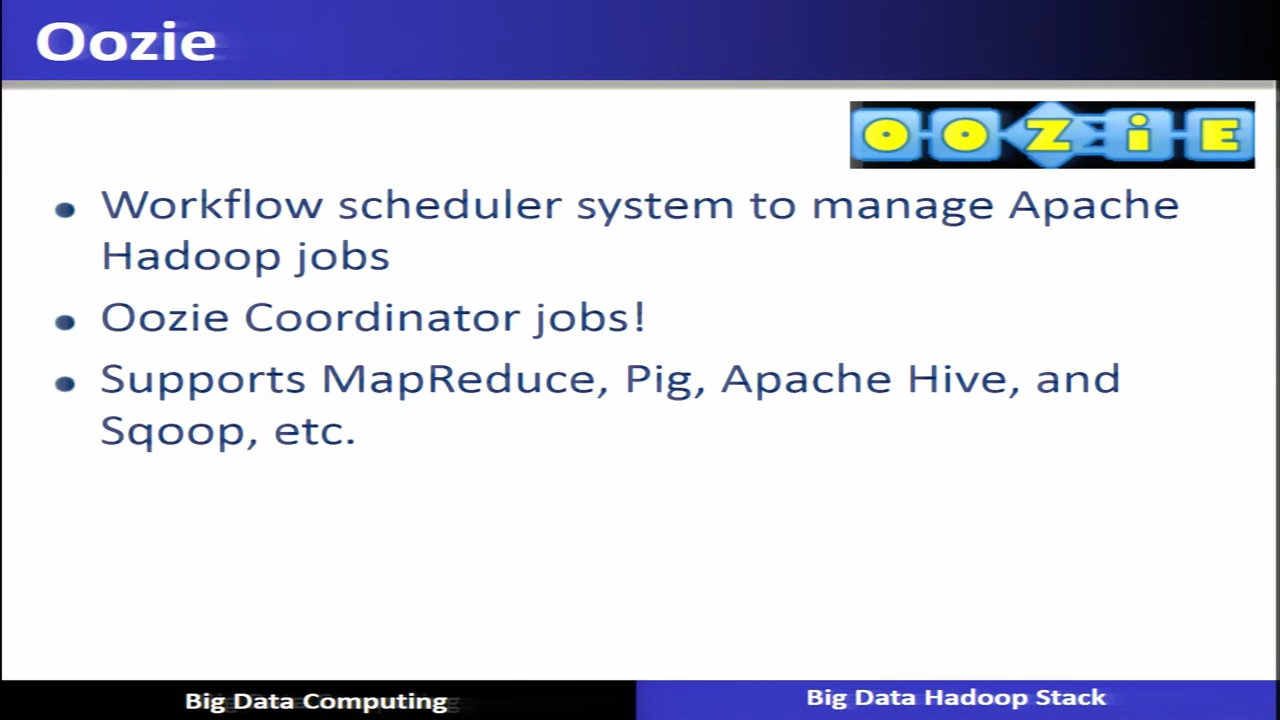 Oozie
OOZiE
• Workflow scheduler system to manage Apache
Hadoop jobs
• Oozie Coordinator jobs!
• Supports MapReduce, Pig, Apache Hive, and
Sqoop, etc.
Big Data Computing
Big Data Hadoop Stack